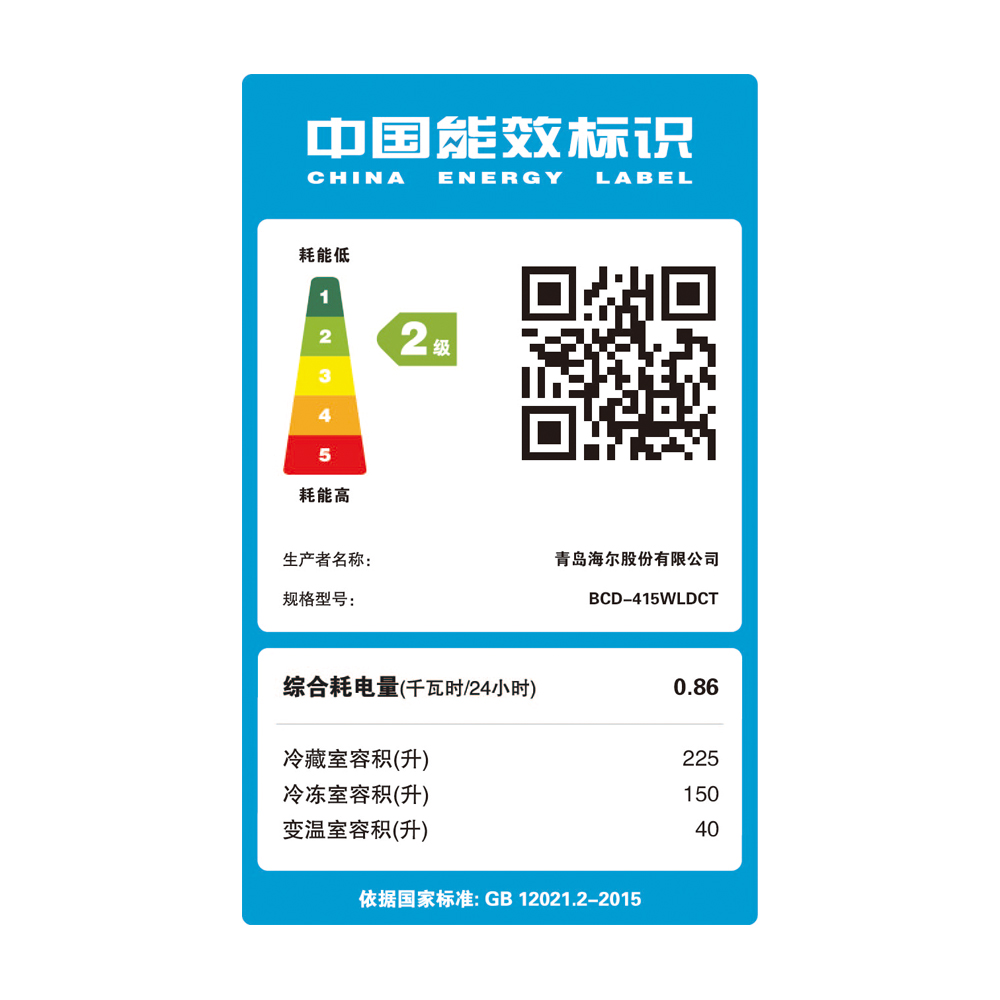 中国能效标识
CHINA ENERGY LABEL
耗能低
1
2
3
4
5
耗能高
2级
生产者名称: 青岛海尔股份有限公司
规格型号: BCD-415WLDCT
综合耗电量(千瓦时/24小时) 0.86
冷藏室容积(升) 225
冷冻室容积(升) 150
变温室容积(升) 40
依据国家标准: GB 12021.2-2015